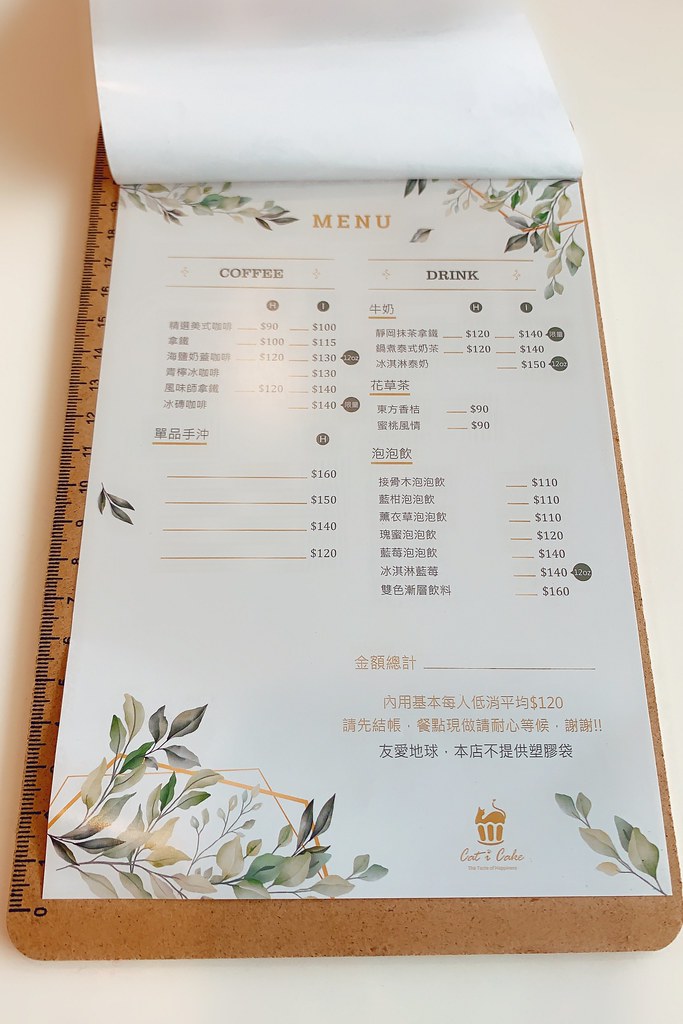 MENU
COFFEE
H I
精選美式咖啡 $90 $100
拿鐵 $100 $115
海鹽奶蓋咖啡 $120 $130 12oz
青檸冰咖啡 $130
風味師拿鐵 $120 $140
冰磚咖啡 $140 限量
單品手沖 H
$160
$150
$140
$120
DRINK
牛奶 H I
靜岡抹茶拿鐵 $120 $140 限量
鍋煮泰式奶茶 $120 $140
冰淇淋泰奶 $150 12oz
花草茶
東方香桔 $90
蜜桃風情 $90
泡泡飲
接骨木泡泡飲 $110
藍柑泡泡飲 $110
薰衣草泡泡飲 $110
瑰蜜泡泡飲 $120
藍莓泡泡飲 $140
冰淇淋藍莓 $140 12oz
雙色漸層飲料 $160
金額總計
內用基本每人低消平均$120
請先結帳，餐點現做請耐心等候，謝謝!!
友愛地球，本店不提供塑膠袋
Cat i Cake
The Taste of Happiness